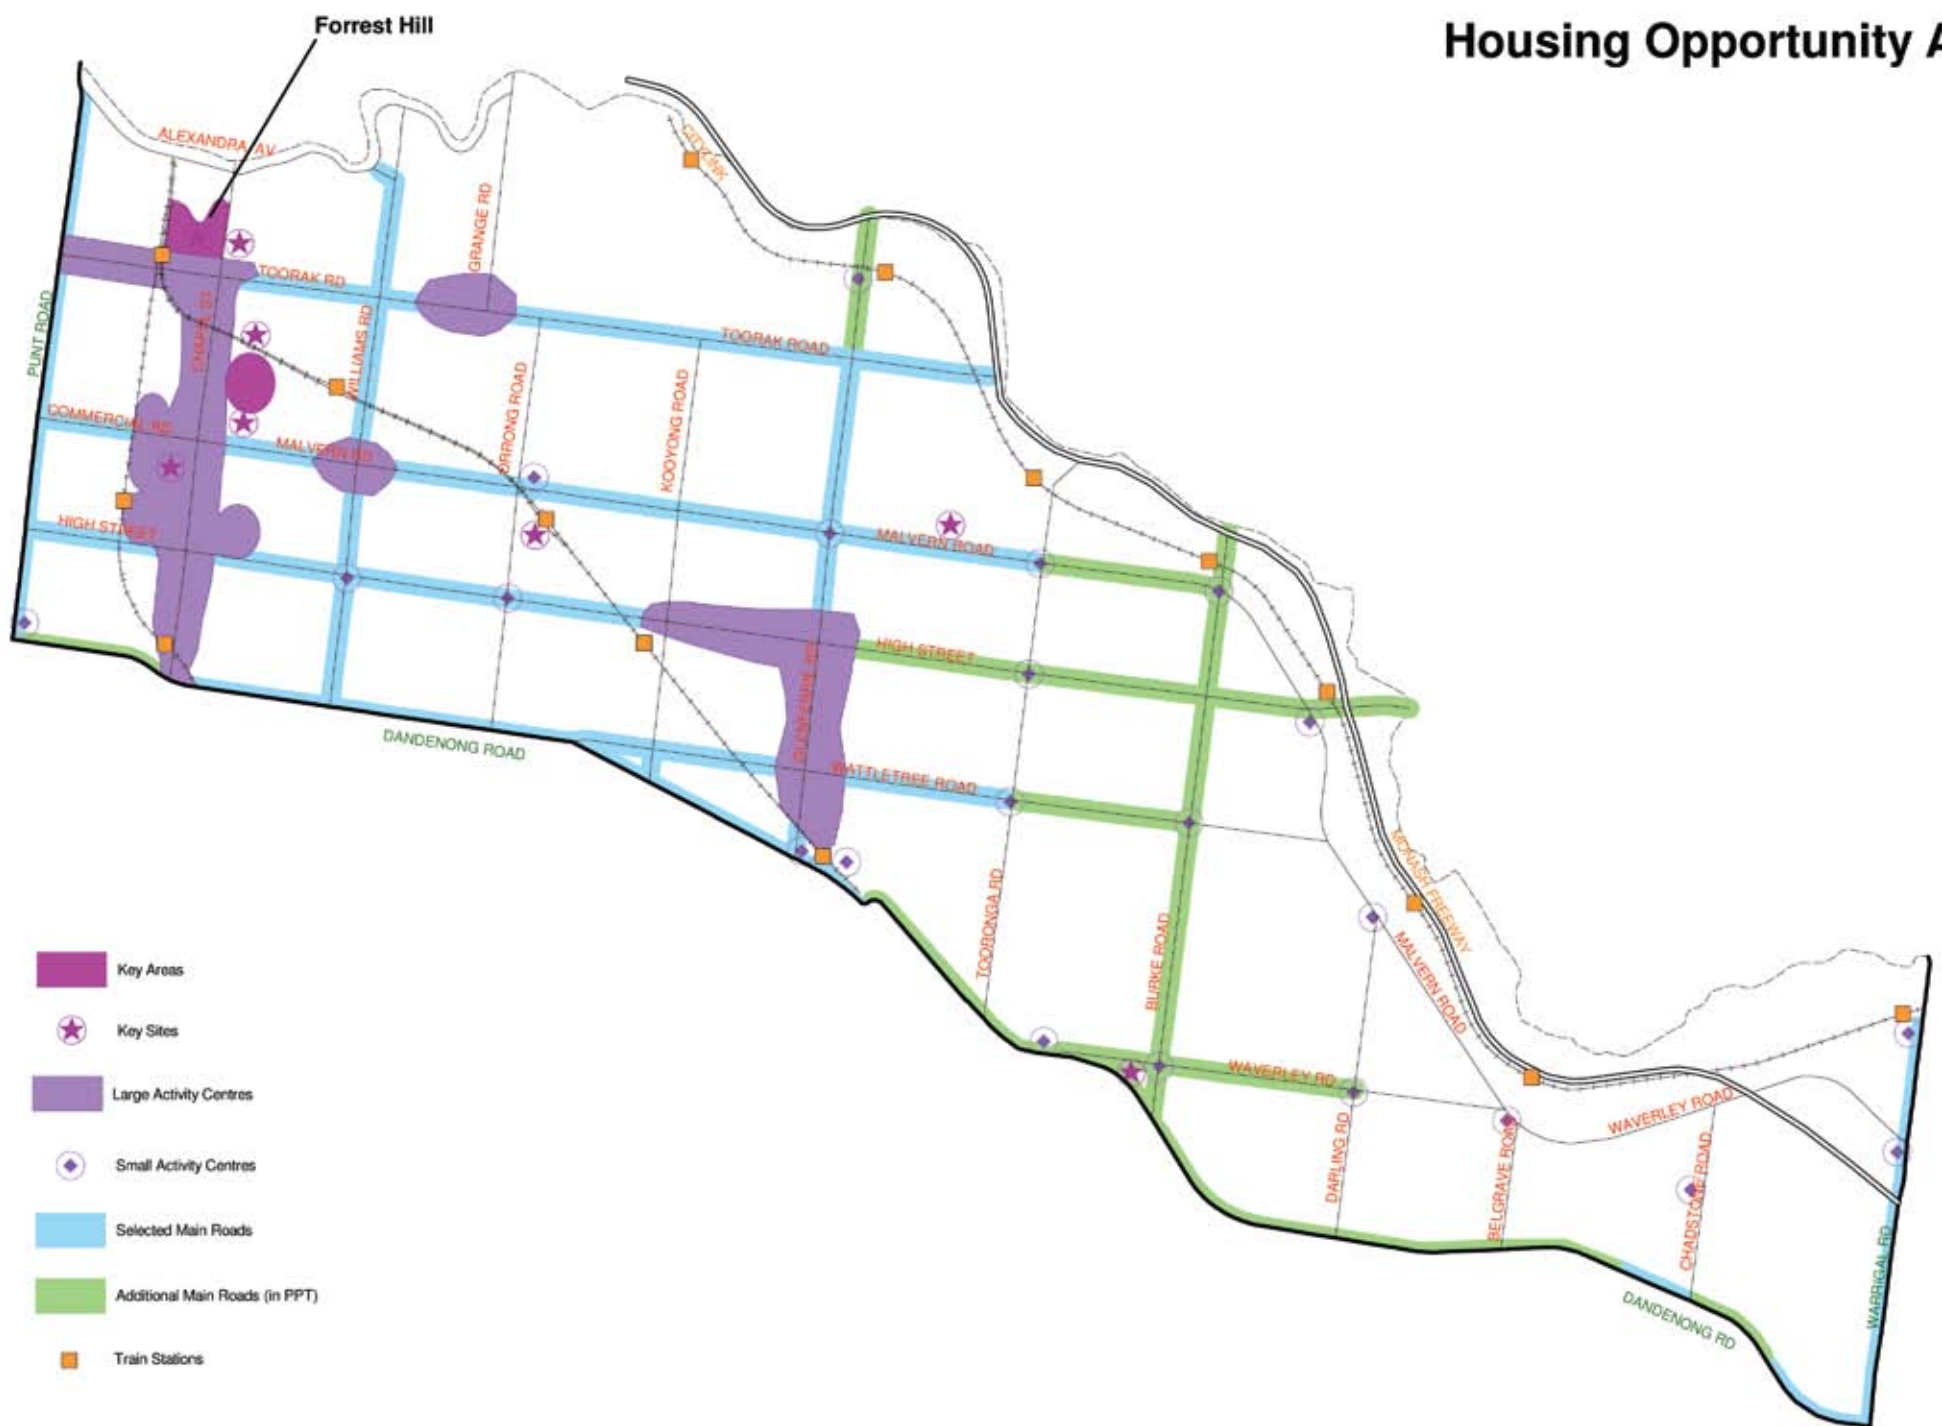 Forrest Hill
Housing Opportunity A
ALEXANDRA AV
CITYLINK
GRANGE RD
TOORAK RD
PUNT ROAD
WILLIAMS RD
TOORAK ROAD
ORRONG ROAD
KOOYONG ROAD
COMMERCIAL RD
MALVERN RD
HIGH STREET
MALVERN ROAD
HIGH STREET
GLENFERRIE RD
DANDENONG ROAD
WATTLETREE ROAD
MONASH FREEWAY
TOORONGA RD
BURKE ROAD
MALVERN ROAD
WAVERLEY RD
WAVERLEY ROAD
DARLING RD
BELGRAVE ROAD
CHADSTONE ROAD
WARRIGAL RD
DANDENONG RD
Key Areas
Key Sites
Large Activity Centres
Small Activity Centres
Selected Main Roads
Additional Main Roads (in PPT)
Train Stations